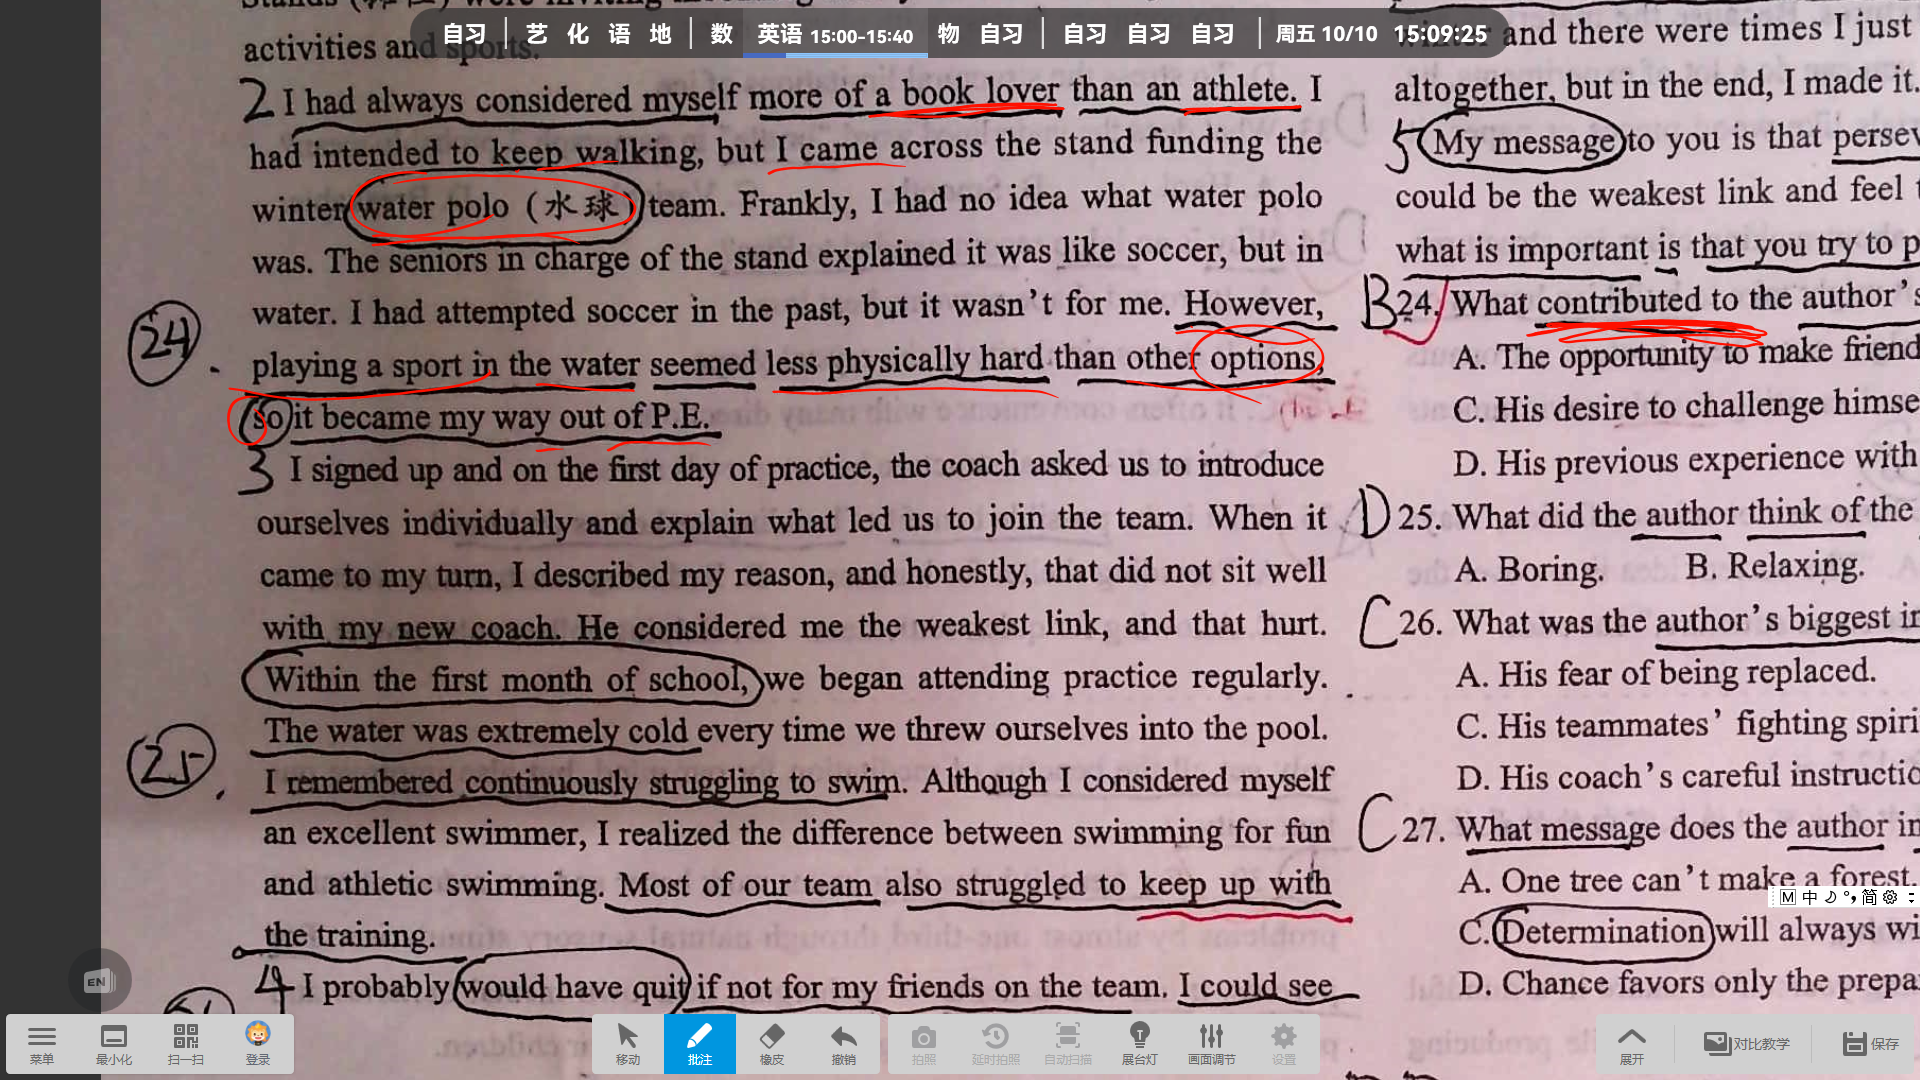 自习 艺 化 语 地 数 英语 15:00-15:40 物 自习 自习 自习 自习 周五 10/10 15:09:25
activities and sports.
2 I had always considered myself more of a book lover than an athlete. I
had intended to keep walking, but I came across the stand funding the
winter water polo (水球) team. Frankly, I had no idea what water polo
was. The seniors in charge of the stand explained it was like soccer, but in
water. I had attempted soccer in the past, but it wasn't for me. However,
24
playing a sport in the water seemed less physically hard than other options,
so it became my way out of P.E.
3 I signed up and on the first day of practice, the coach asked us to introduce
ourselves individually and explain what led us to join the team. When it
came to my turn, I described my reason, and honestly, that did not sit well
with my new coach. He considered me the weakest link, and that hurt.
Within the first month of school, we began attending practice regularly.
The water was extremely cold every time we threw ourselves into the pool.
25
I remembered continuously struggling to swim. Although I considered myself
an excellent swimmer, I realized the difference between swimming for fun
and athletic swimming. Most of our team also struggled to keep up with
the training.
4 I probably would have quit if not for my friends on the team. I could see
winter and there were times I just
altogether, but in the end, I made it.
5 My message to you is that
could be the weakest link and feel
what is important is that you try to
B 24. What contributed to the author's
A. The opportunity to make friend
C. His desire to challenge himse
D. His previous experience with
D 25. What did the author think of the
A. Boring. B. Relaxing.
C 26. What was the author's biggest
A. His fear of being replaced.
C. His teammates' fighting spiri
D. His coach's careful instructio
C 27. What message does the author
A. One tree can't make a forest.
M 中 简
C. Determination will always
D. Chance favors only the prepa
EN
菜单 最小化 扫一扫 登录 移动 批注 橡皮 撤销 拍照 延时拍照 自动扫描 展台灯 画面调节 设置 展开 对比教学 保存